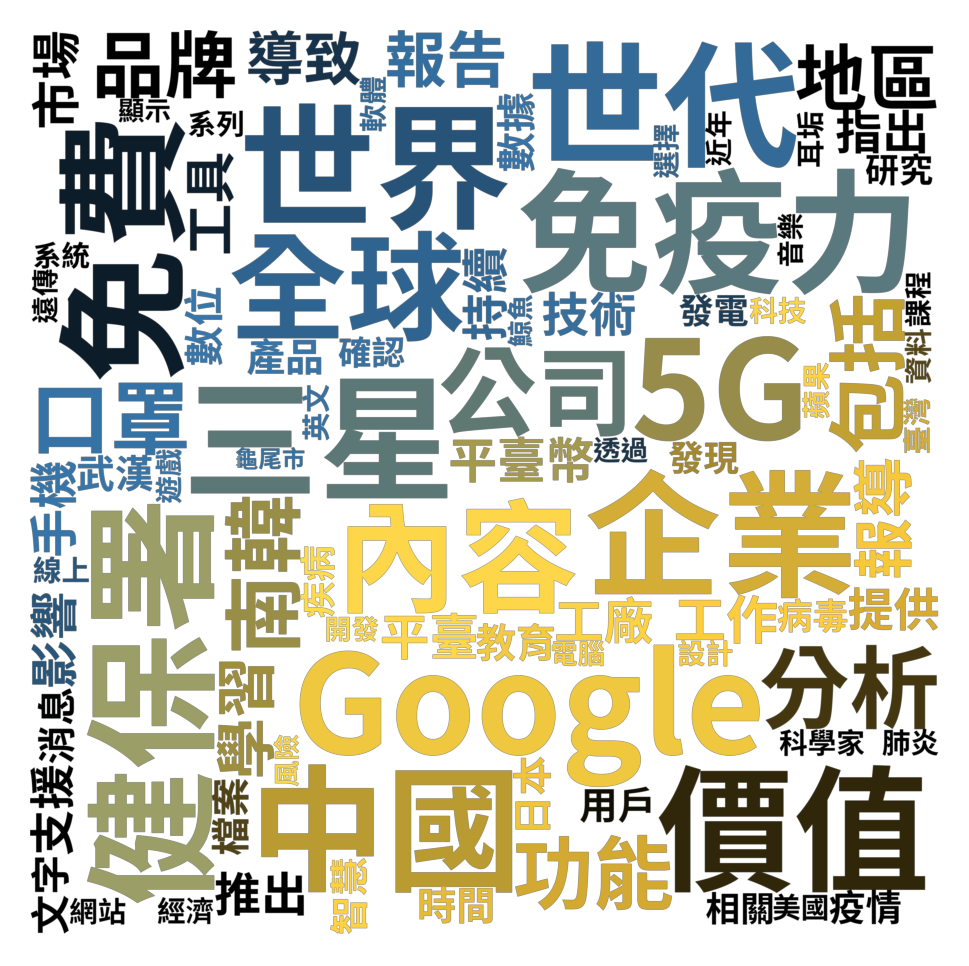 市場
品牌
導致
報告
世代
地區
顯示
系列
軟體
數據
選擇
近年
耳垢
指出
研究
免費
工具
世界
免疫力
音樂
遠傳
系統
數位
全球
持續
鯨魚
技術
發電
科技
包括
課程
資料
產品
確認
口罩
三星
英文
公司
5G
蘋果
臺灣
武漢
遊戲
龜尾市
平臺幣
透過
發現
手機
線上
健保署
南韓
疾病
內容
企業
報導
影響
開發
平臺
教育
工廠
電腦
工作
設計
病毒
提供
學習
風險
Google
分析
科學家
肺炎
消息
支援
文字
檔案
中國
日本
用戶
價值
網站
經濟
推出
智慧
時間
功能
相關
美國
疫情